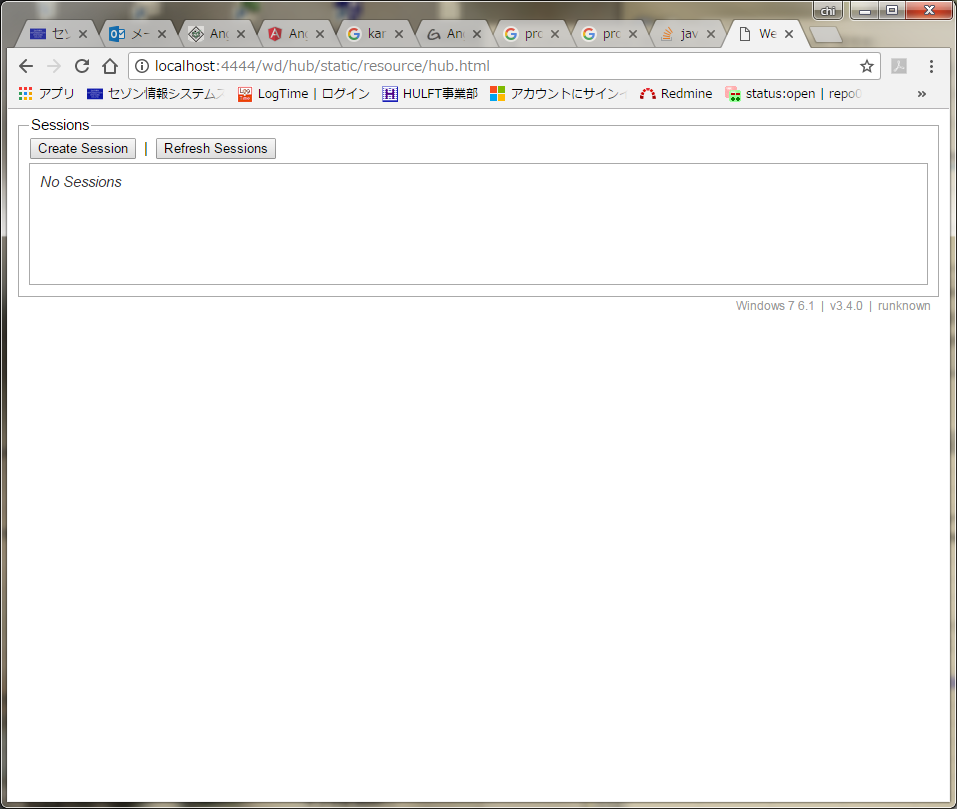 chi
セゾ メー Ang Ang kar Ang pro pro jav We
localhost:4444/wd/hub/static/resource/hub.html
アプリ セゾン情報システムズ LogTime | ログイン HULFT事業部 アカウントにサイン Redmine status:open | repo »
Sessions
Create Session | Refresh Sessions
No Sessions
Windows 7 6.1 | v3.4.0 | runknown